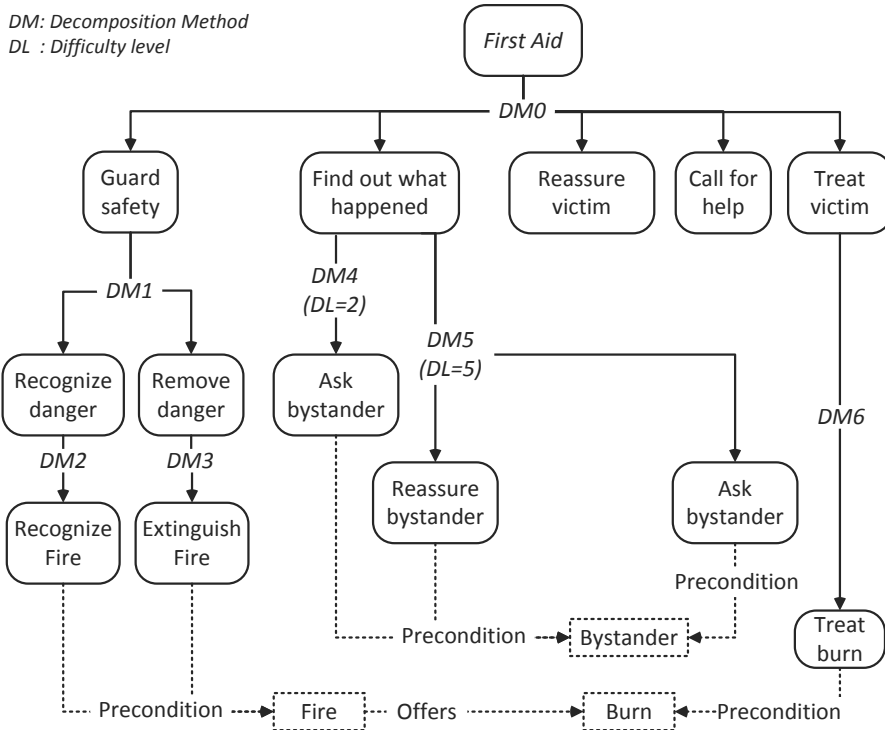 DM: Decomposition Method
DL : Difficulty level
First Aid
DM0
Guard
safety
Find out what
happened
Reassure
victim
Call for
help
Treat
victim
DM1
DM4
(DL=2)
DM5
(DL=5)
Recognize
danger
Remove
danger
Ask
bystander
DM6
DM2
DM3
Recognize
Fire
Extinguish
Fire
Reassure
bystander
Ask
bystander
Precondition
Precondition
Bystander
Treat
burn
Precondition
Fire
Offers
Burn
Precondition